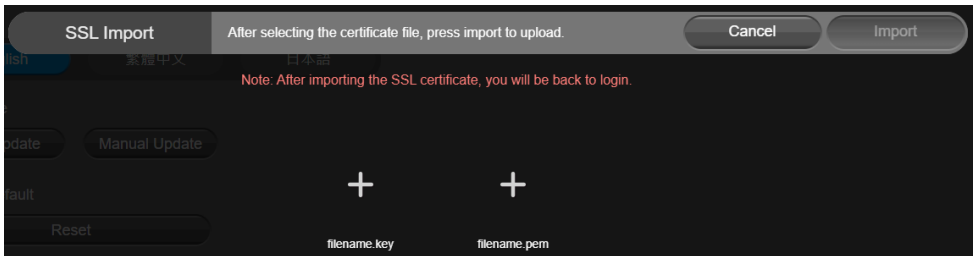 SSL Import
After selecting the certificate file, press import to upload.
Cancel
Import
繁體中文
日本語
Note: After importing the SSL certificate, you will be back to login.
Manual Update
Reset
filename.key
filename.pem